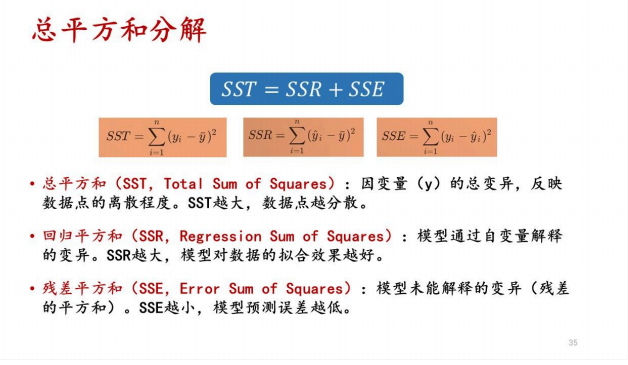 总平方和分解
SST = SSR + SSE
SST = \sum_{i=1}^{n} (y_i - \bar{y})^2
SSR = \sum_{i=1}^{n} (\hat{y}_i - \bar{y})^2
SSE = \sum_{i=1}^{n} (y_i - \hat{y}_i)^2
• 总平方和（SST, Total Sum of Squares）：因变量（y）的总变异，反映
数据点的离散程度。SST越大，数据点越分散。
• 回归平方和（SSR, Regression Sum of Squares）：模型通过自变量解释
的变异。SSR越大，模型对数据的拟合效果越好。
• 残差平方和（SSE, Error Sum of Squares）：模型未能解释的变异（残差
的平方和）。SSE越小，模型预测误差越低。
35